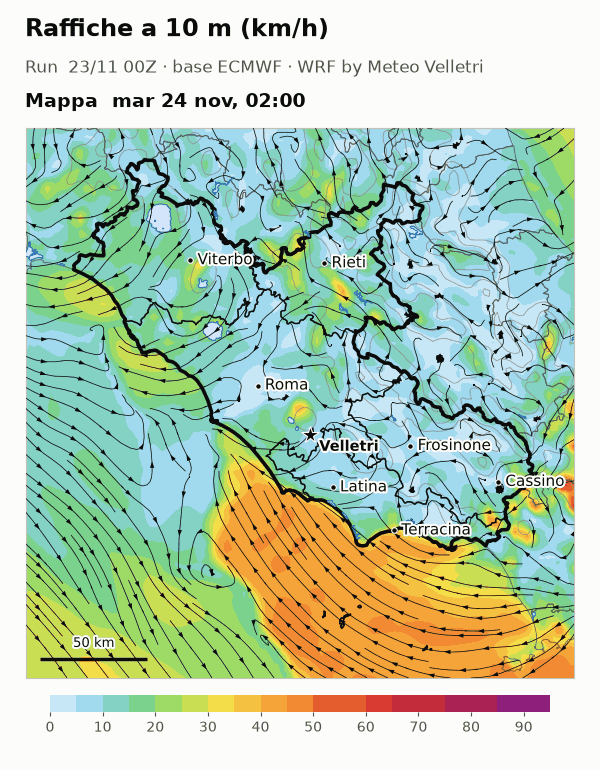 Raffiche a 10 m (km/h)
Run 23/11 00Z · base ECMWF · WRF by Meteo Velletri
Mappa mar 24 nov, 02:00
Viterbo
Rieti
Roma
Velletri
Frosinone
Latina
Cassino
Terracina
50 km
0 10 20 30 40 50 60 70 80 90